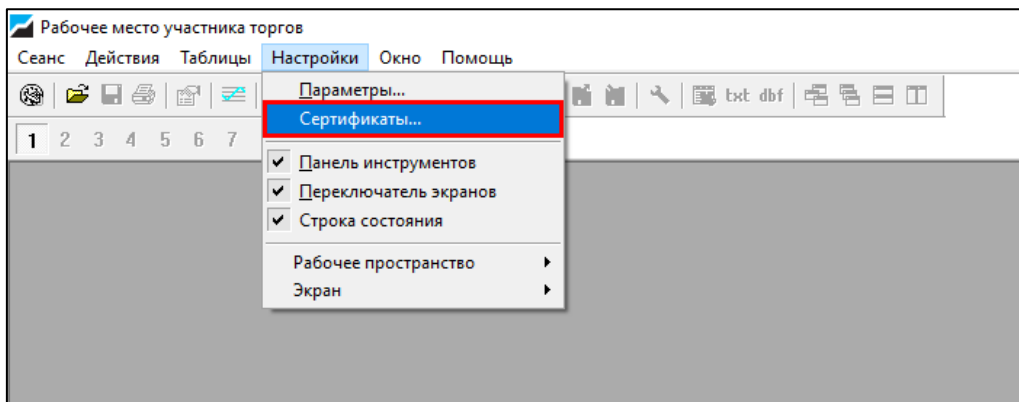 Рабочее место участника торгов
Сеанс Действия Таблицы Настройки Окно Помощь
txt dbf
Параметры...
Сертификаты...
1 2 3 4 5 6 7
Панель инструментов
Переключатель экранов
Строка состояния
Рабочее пространство
Экран